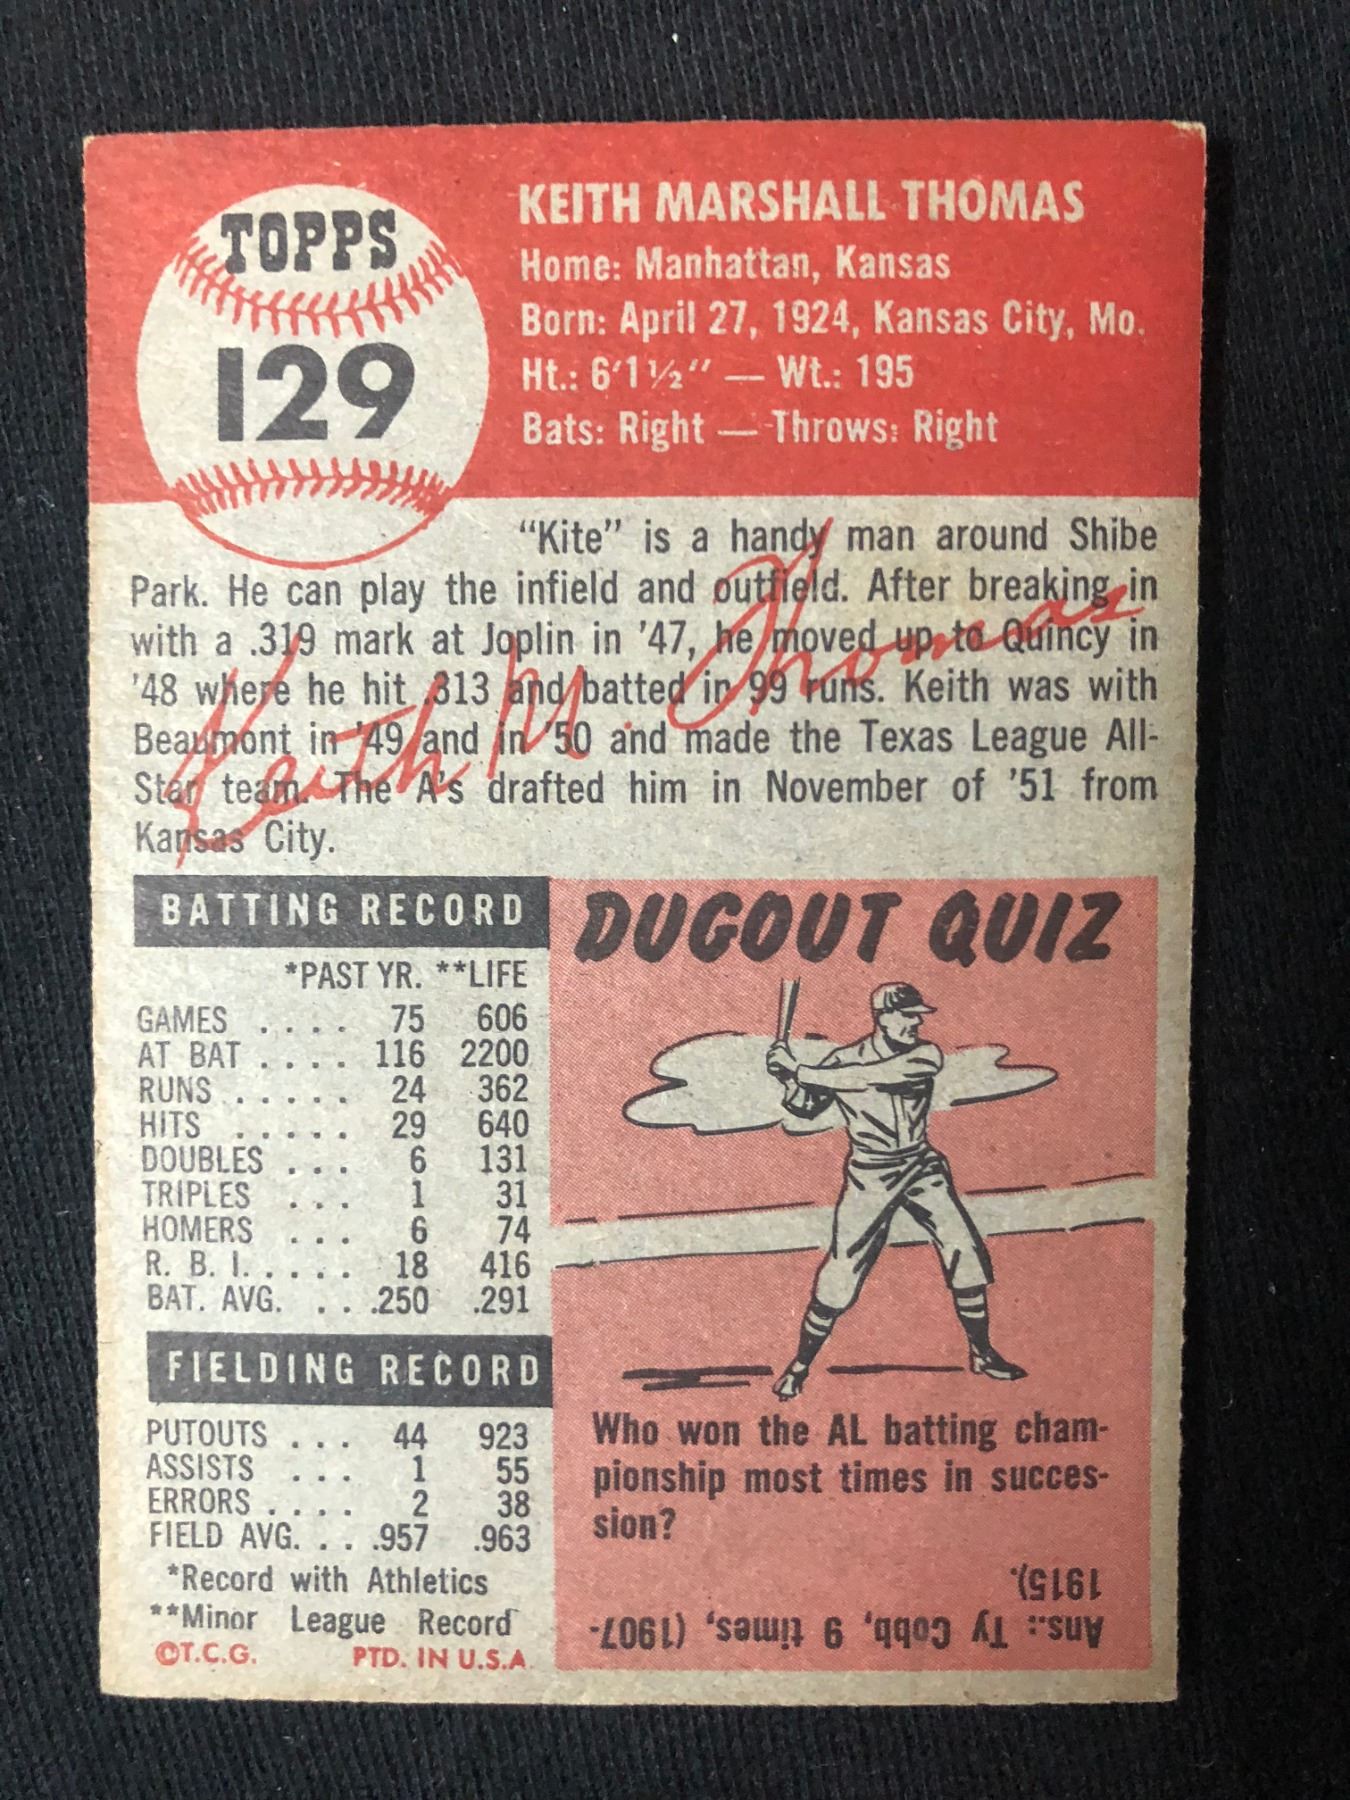 TOPPS
129
KEITH MARSHALL THOMAS
Home: Manhattan, Kansas
Born: April 27, 1924, Kansas City, Mo.
Ht.: 6'1½" — Wt.: 195
Bats: Right — Throws: Right
"Kite" is a handy man around Shibe
Park. He can play the infield and outfield. After breaking in
with a .319 mark at Joplin in '47, he moved up to Quincy in
'48 where he hit .313 and batted in 99 runs. Keith was with
Beaumont in '49 and in '50 and made the Texas League All-
Star team. The A's drafted him in November of '51 from
Kansas City.
Keith M. Thomas
BATTING RECORD
*PAST YR. **LIFE
GAMES . . . . 75 606
AT BAT . . . . 116 2200
RUNS . . . . . 24 362
HITS . . . . . 29 640
DOUBLES . . . 6 131
TRIPLES . . . 1 31
HOMERS . . . 6 74
R. B. I. . . . . 18 416
BAT. AVG. . . . .250 .291
FIELDING RECORD
PUTOUTS . . . 44 923
ASSISTS . . . 1 55
ERRORS . . . . 2 38
FIELD AVG. . . . .957 .963
*Record with Athletics
**Minor League Record
©T.C.G. PTD. IN U.S.A.
DUGOUT QUIZ
Who won the AL batting cham-
pionship most times in succes-
sion?
Ans.: Ty Cobb, 9 times, (1907-
1915).